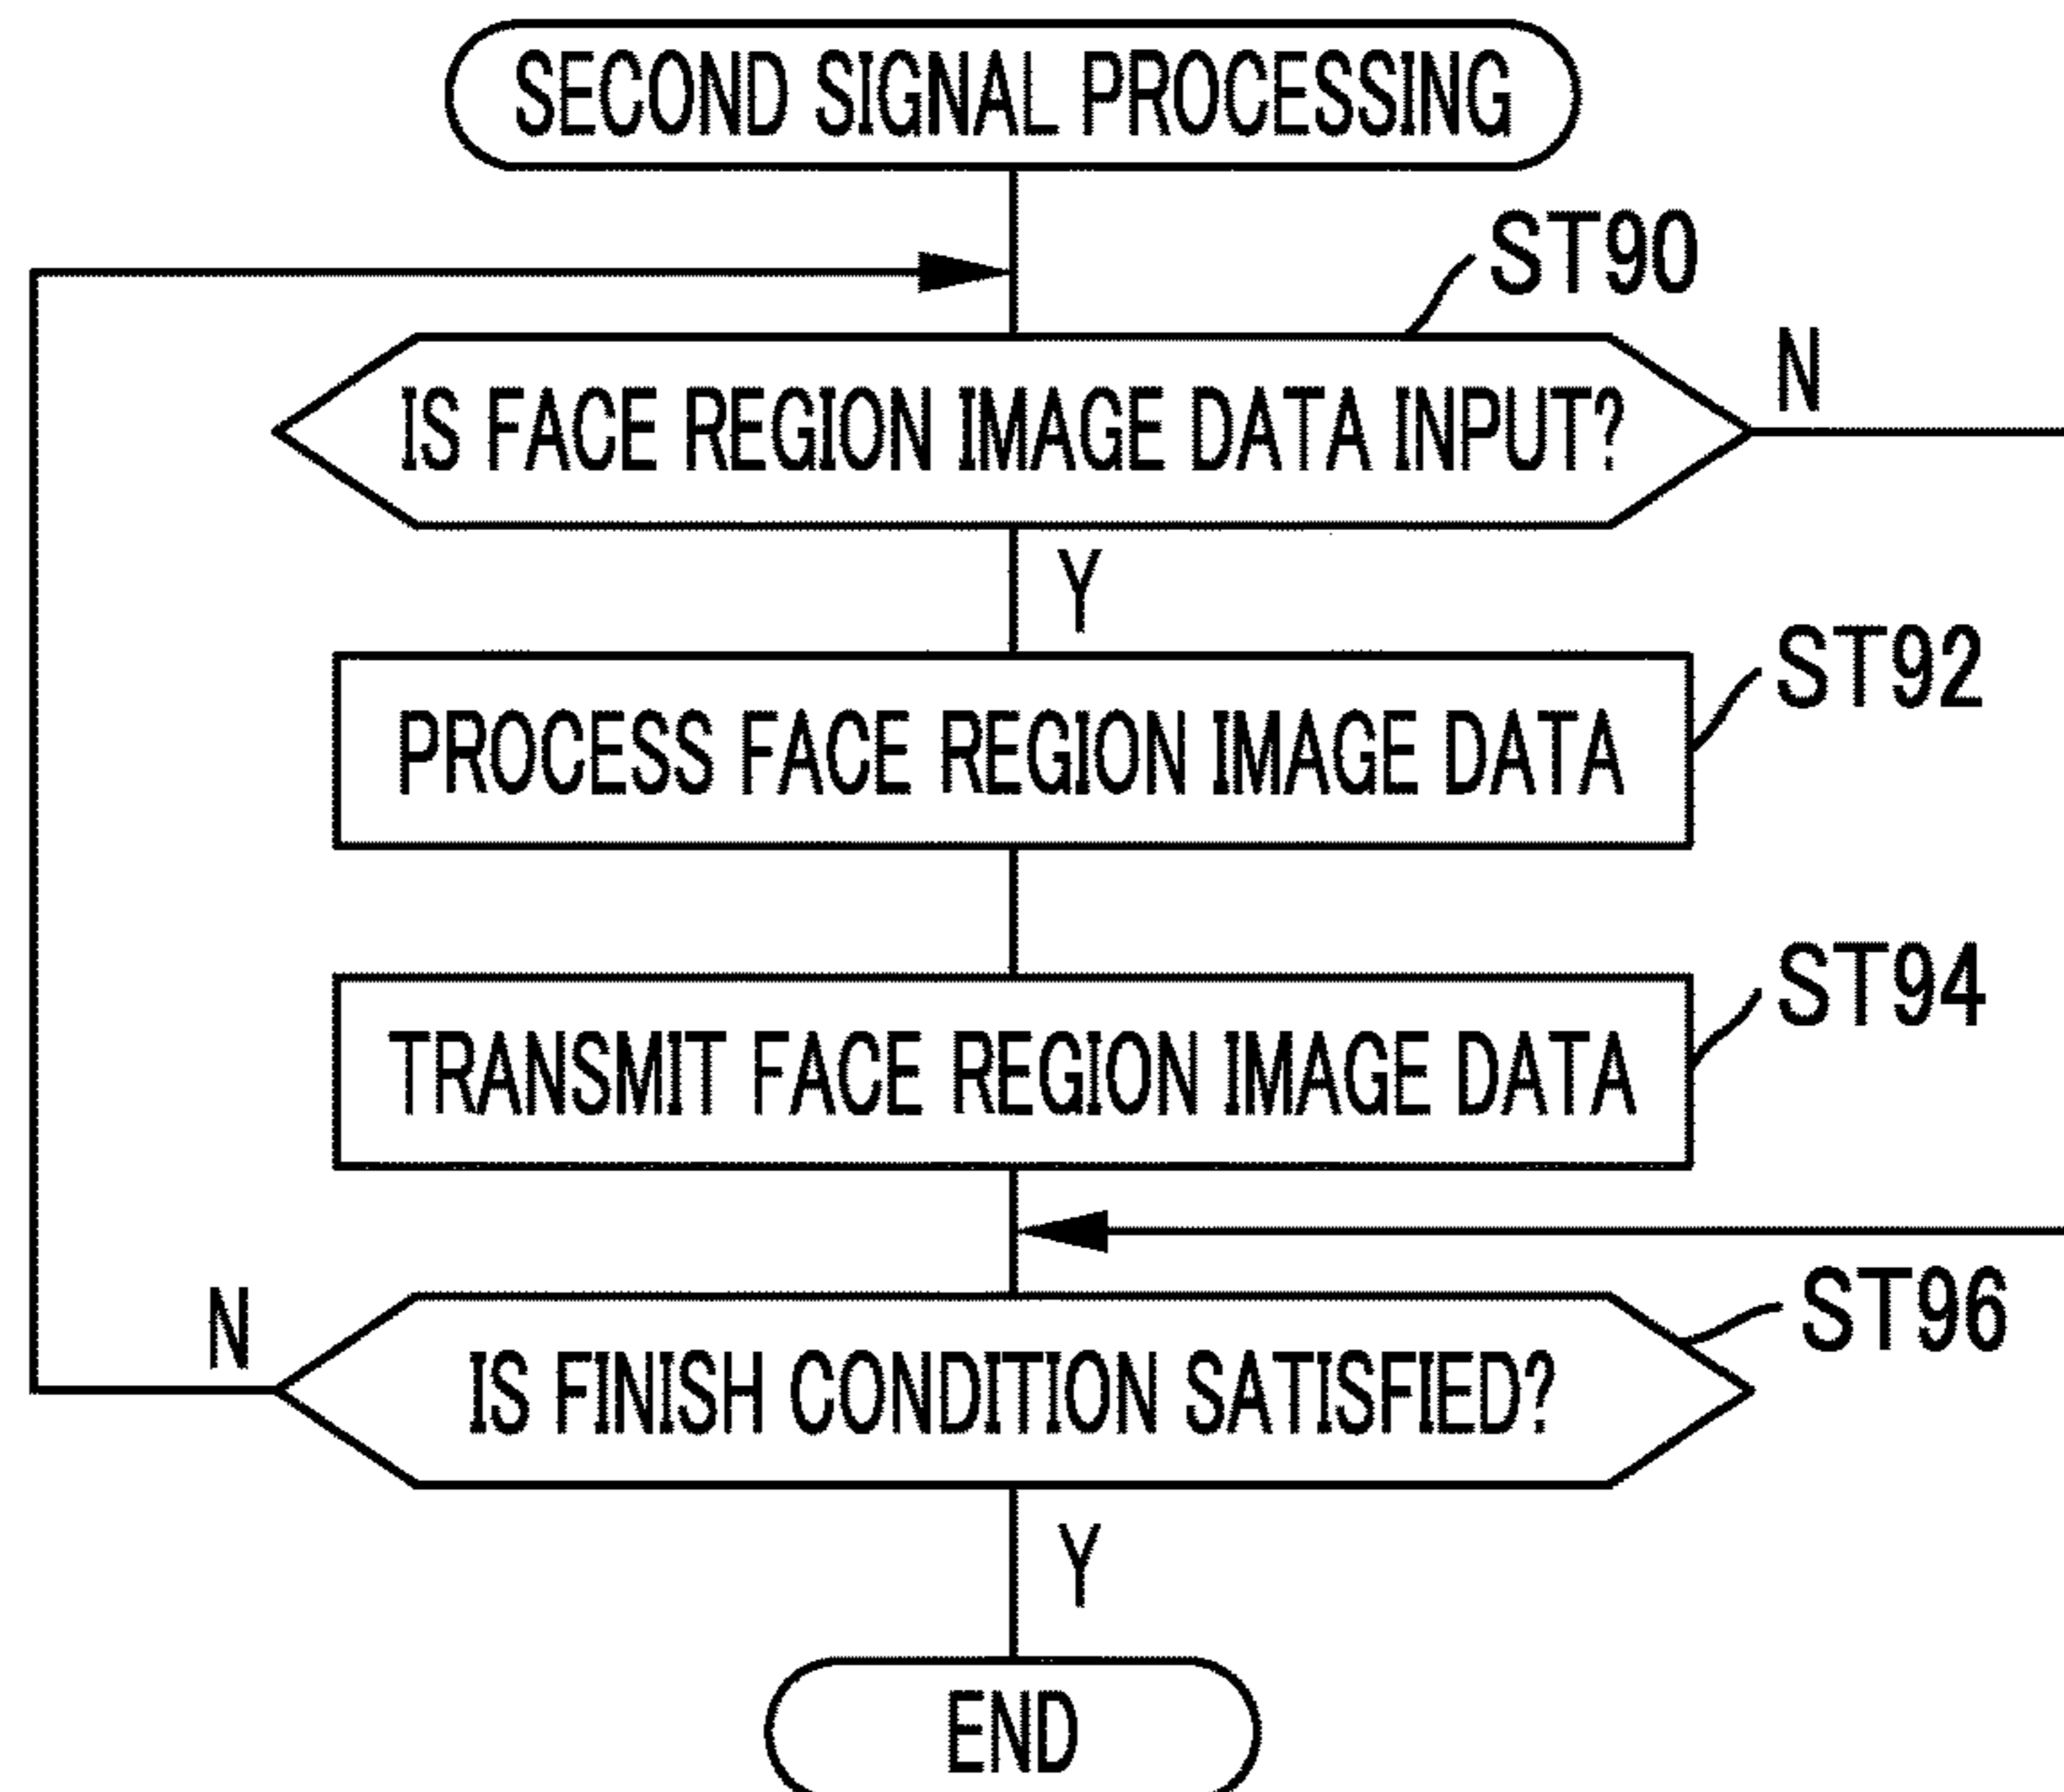 SECOND SIGNAL PROCESSING
ST90
IS FACE REGION IMAGE DATA INPUT?
N
Y
ST92
PROCESS FACE REGION IMAGE DATA
ST94
TRANSMIT FACE REGION IMAGE DATA
ST96
N
IS FINISH CONDITION SATISFIED?
Y
END